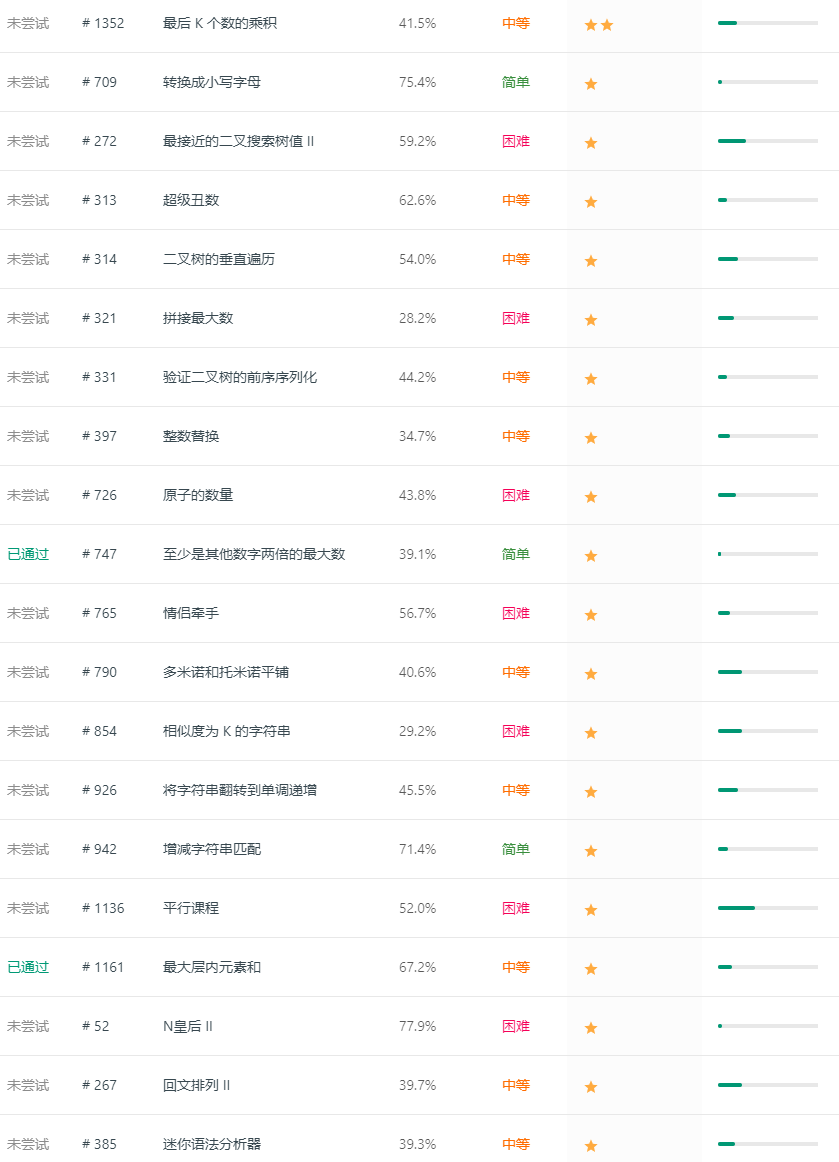 未尝试 # 1352 最后 K 个数的乘积 41.5% 中等
未尝试 # 709 转换成小写字母 75.4% 简单
未尝试 # 272 最接近的二叉搜索树值 II 59.2% 困难
未尝试 # 313 超级丑数 62.6% 中等
未尝试 # 314 二叉树的垂直遍历 54.0% 中等
未尝试 # 321 拼接最大数 28.2% 困难
未尝试 # 331 验证二叉树的前序序列化 44.2% 中等
未尝试 # 397 整数替换 34.7% 中等
未尝试 # 726 原子的数量 43.8% 困难
已通过 # 747 至少是其他数字两倍的最大数 39.1% 简单
未尝试 # 765 情侣牵手 56.7% 困难
未尝试 # 790 多米诺和托米诺平铺 40.6% 中等
未尝试 # 854 相似度为 K 的字符串 29.2% 困难
未尝试 # 926 将字符串翻转到单调递增 45.5% 中等
未尝试 # 942 增减字符串匹配 71.4% 简单
未尝试 # 1136 平行课程 52.0% 困难
已通过 # 1161 最大层内元素和 67.2% 中等
未尝试 # 52 N皇后 II 77.9% 困难
未尝试 # 267 回文排列 II 39.7% 中等
未尝试 # 385 迷你语法分析器 39.3% 中等